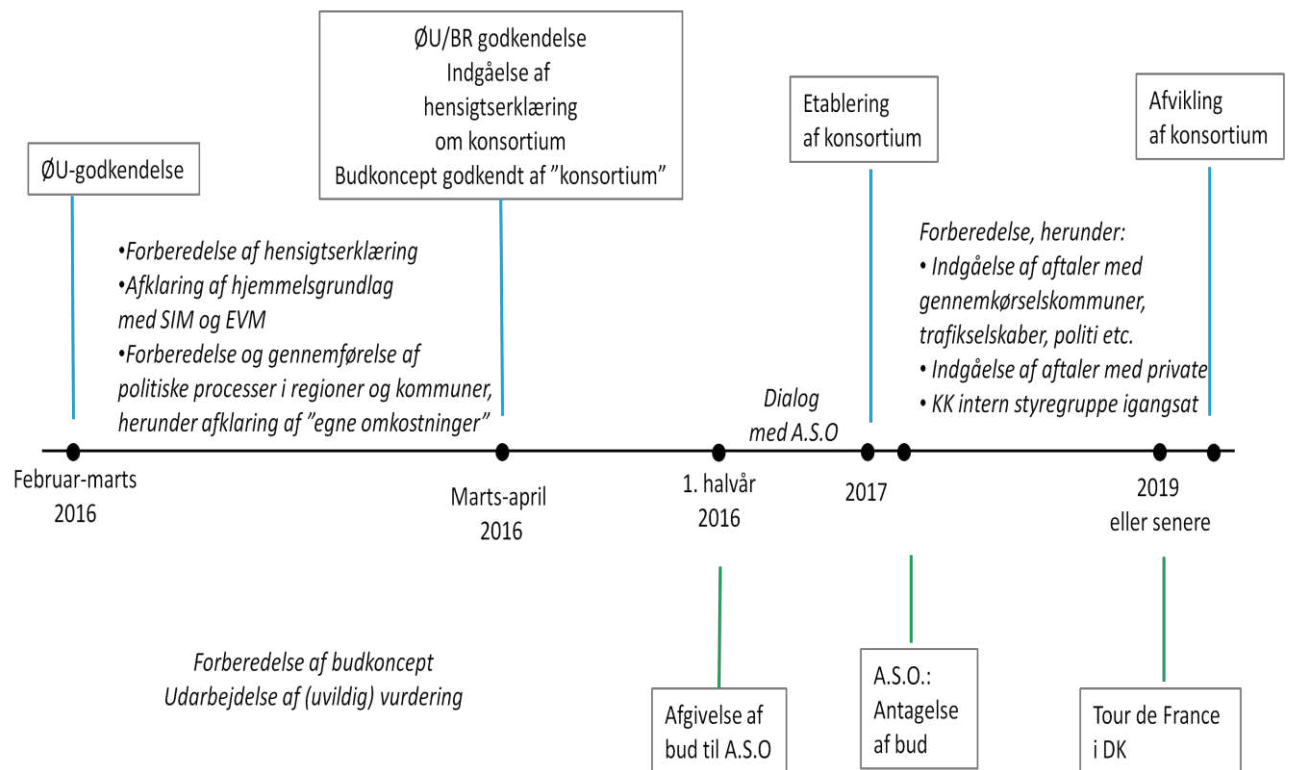 ØU-godkendelse
ØU/BR godkendelse
Indgåelse af
hensigtserklæring
om konsortium
Budkoncept godkendt af ”konsortium”
Etablering
af konsortium
Afvikling
af konsortium
•Forberedelse af hensigtserklæring
•Afklaring af hjemmelsgrundlag
med SIM og EVM
•Forberedelse og gennemførelse af
politiske processer i regioner og kommuner,
herunder afklaring af ”egne omkostninger”
Dialog
med A.S.O
Forberedelse, herunder:
• Indgåelse af aftaler med
gennemkørselskommuner,
trafikselskaber, politi etc.
• Indgåelse af aftaler med private
• KK intern styregruppe igangsat
Februar-marts
2016
Marts-april
2016
1. halvår
2016
2017
2019
eller senere
Forberedelse af budkoncept
Udarbejdelse af (uvildig) vurdering
Afgivelse af
bud til A.S.O
A.S.O.:
Antagelse
af bud
Tour de France
i DK